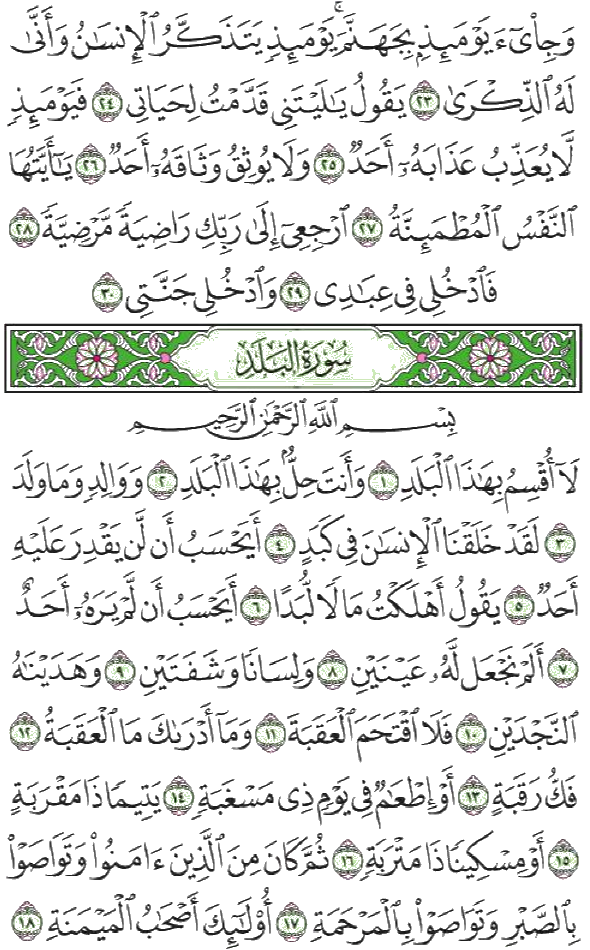 وَجِاْىٓءَ يَوْمَئِذِۭ بِجَهَنَّمَۚ يَوْمَئِذٍ يَتَذَكَّرُ ٱلْإِنسَٰنُ وَأَنَّىٰ
لَهُ ٱلذِّكْرَىٰ ٢٣ يَقُولُ يَٰلَيْتَنِى قَدَّمْتُ لِحَيَاتِى ٢٤ فَيَوْمَئِذٍ
لَّا يُعَذِّبُ عَذَابَهُۥٓ أَحَدٌ ٢٥ وَلَا يُوثِقُ وَثَاقَهُۥٓ أَحَدٌ ٢٦ يَٰٓأَيَّتُهَا
ٱلنَّفْسُ ٱلْمُطْمَئِنَّةُ ٢٧ ٱرْجِعِىٓ إِلَىٰ رَبِّكِ رَاضِيَةً مَّرْضِيَّةً ٢٨
فَٱدْخُلِى فِى عِبَٰدِى ٢٩ وَٱدْخُلِى جَنَّتِى ٣٠
سُورَةُ البَلَدِ
بِسْمِ ٱللَّهِ ٱلرَّحْمَٰنِ ٱلرَّحِيمِ
لَآ أُقْسِمُ بِهَٰذَا ٱلْبَلَدِ ١ وَأَنتَ حِلٌّۢ بِهَٰذَا ٱلْبَلَدِ ٢ وَوَالِدٍ وَمَا وَلَدَ
٣ لَقَدْ خَلَقْنَا ٱلْإِنسَٰنَ فِى كَبَدٍ ٤ أَيَحْسَبُ أَن لَّن يَقْدِرَ عَلَيْهِ
أَحَدٌ ٥ يَقُولُ أَهْلَكْتُ مَالًا لُّبَدًا ٦ أَيَحْسَبُ أَن لَّمْ يَرَهُۥٓ أَحَدٌ
٧ أَلَمْ نَجْعَل لَّهُۥ عَيْنَيْنِ ٨ وَلِسَانًا وَشَفَتَيْنِ ٩ وَهَدَيْنَٰهُ
ٱلنَّجْدَيْنِ ١٠ فَلَا ٱقْتَحَمَ ٱلْعَقَبَةَ ١١ وَمَآ أَدْرَىٰكَ مَا ٱلْعَقَبَةُ ١٢
فَكُّ رَقَبَةٍ ١٣ أَوْ إِطْعَٰمٌ فِى يَوْمٍ ذِى مَسْغَبَةٍ ١٤ يَتِيمًا ذَا مَقْرَبَةٍ
١٥ أَوْ مِسْكِينًا ذَا مَتْرَبَةٍ ١٦ ثُمَّ كَانَ مِنَ ٱلَّذِينَ ءَامَنُوا۟ وَتَوَاصَوْا۟
بِٱلصَّبْرِ وَتَوَاصَوْا۟ بِٱلْمَرْحَمَةِ ١٧ أُو۟لَٰٓئِكَ أَصْحَٰبُ ٱلْمَيْمَنَةِ ١٨